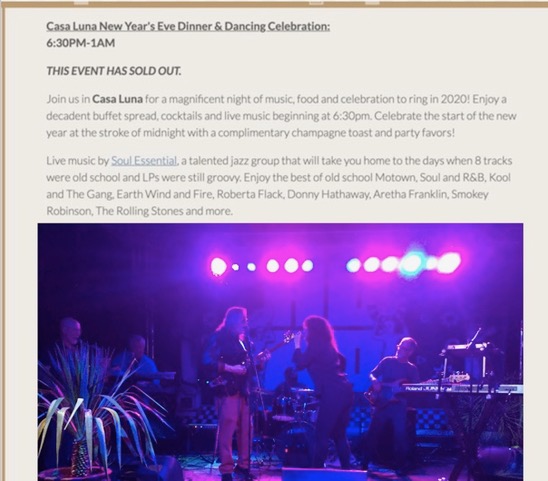 Casa Luna New Year's Eve Dinner & Dancing Celebration:
6:30PM-1AM
THIS EVENT HAS SOLD OUT.
Join us in Casa Luna for a magnificent night of music, food and celebration to ring in 2020! Enjoy a
decadent buffet spread, cocktails and live music beginning at 6:30pm. Celebrate the start of the new
year at the stroke of midnight with a complimentary champagne toast and party favors!
Live music by Soul Essential, a talented jazz group that will take you home to the days when 8 tracks
were old school and LPs were still groovy. Enjoy the best of old school Motown, Soul and R&B, Kool
and The Gang, Earth Wind and Fire, Roberta Flack, Donny Hathaway, Aretha Franklin, Smokey
Robinson, The Rolling Stones and more.
Roland JUNO